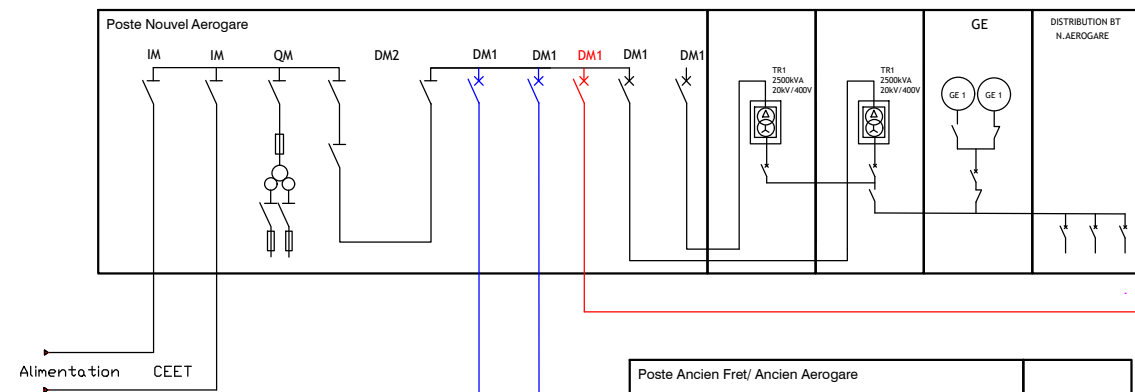 Poste Nouvel Aerogare
GE
DISTRIBUTION BT
N.AEROGARE
IM
IM
QM
DM2
DM1
DM1
DM1
DM1
DM1
TR1
2500kVA
20kV/400V
TR1
2500kVA
20kV/400V
GE 1
GE 1
Alimentation CEET
Poste Ancien Fret/ Ancien Aerogare